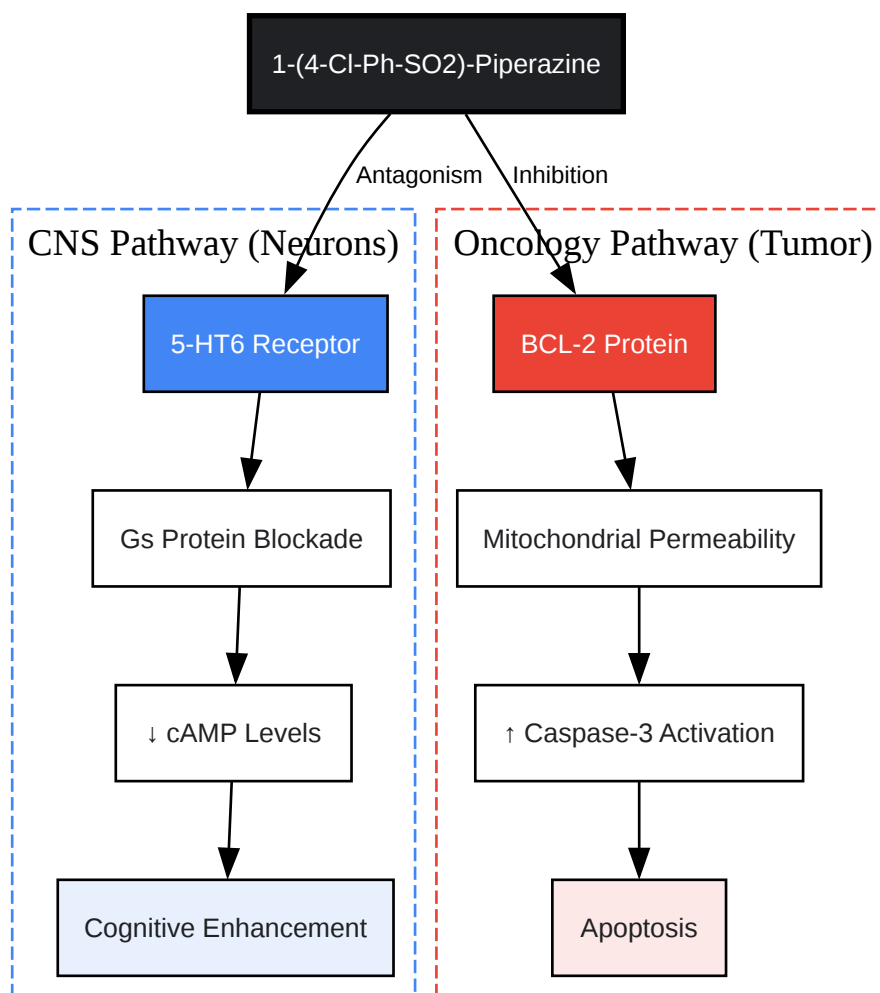 1-(4-Cl-Ph-SO2)-Piperazine
Antagonism
Inhibition
CNS Pathway (Neurons)
5-HT6 Receptor
Gs Protein Blockade
↓ cAMP Levels
Cognitive Enhancement
Oncology Pathway (Tumor)
BCL-2 Protein
Mitochondrial Permeability
↑ Caspase-3 Activation
Apoptosis